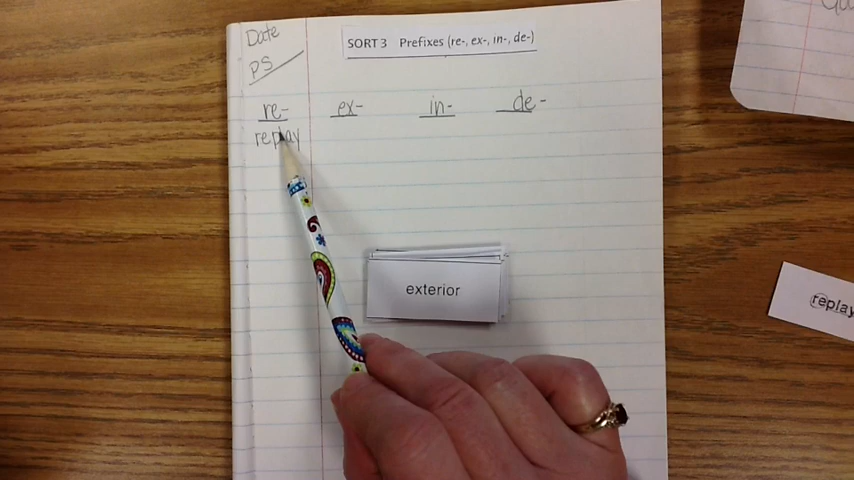 Date
PS
SORT 3 Prefixes (re-, ex-, in-, de-)
re- ex- in- de-
replay
exterior
replay